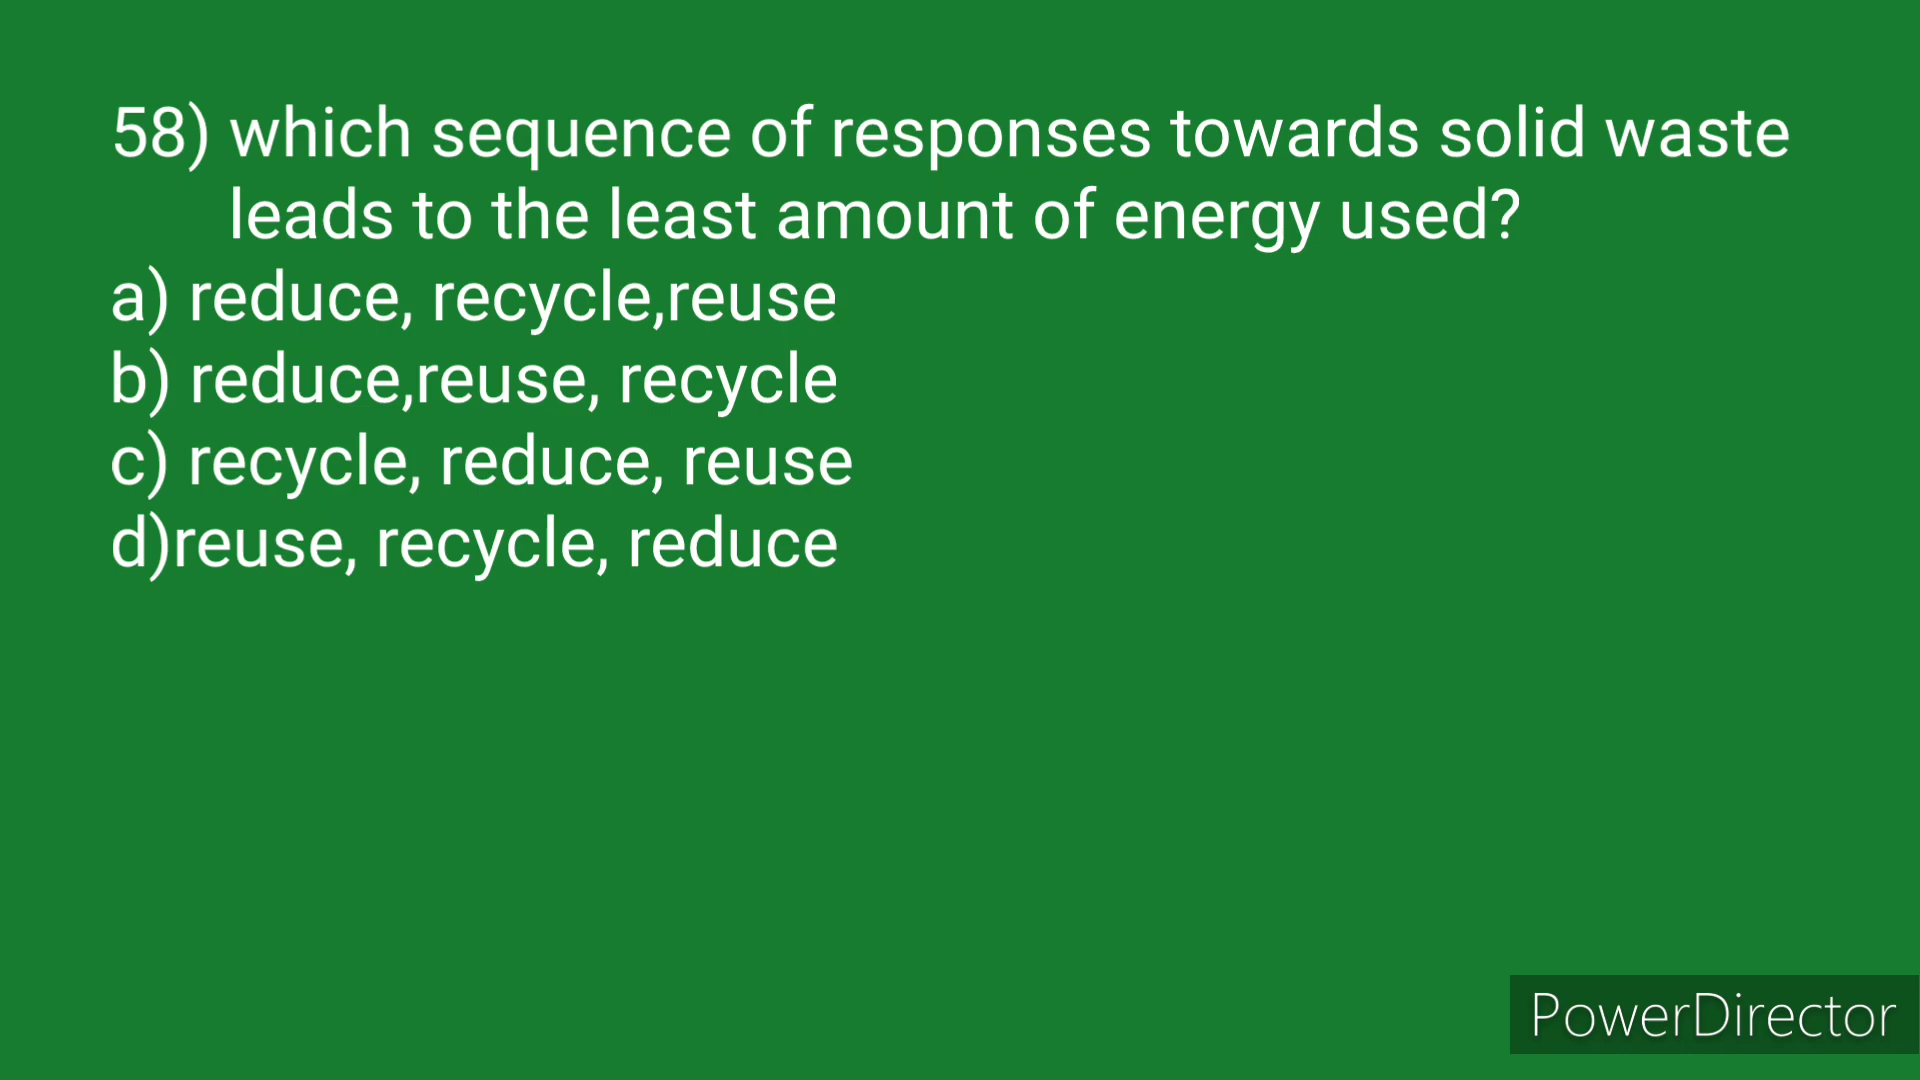 58) which sequence of responses towards solid waste
leads to the least amount of energy used?
a) reduce, recycle,reuse
b) reduce,reuse, recycle
c) recycle, reduce, reuse
d)reuse, recycle, reduce
PowerDirector